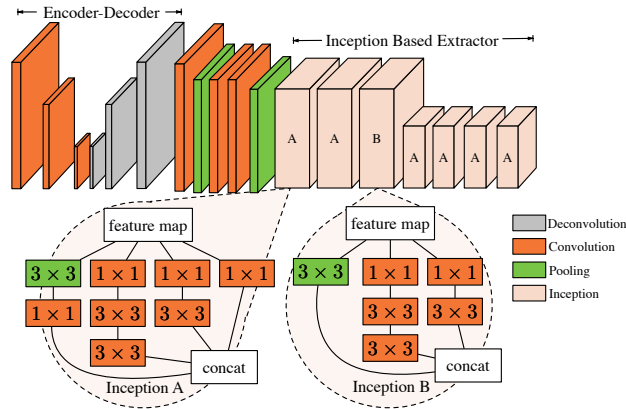 Encoder-Decoder
Inception Based Extractor
A A B A A A A
feature map
3 × 3 1 × 1 1 × 1 1 × 1
1 × 1 3 × 3 3 × 3
3 × 3
concat
Inception A
feature map
3 × 3 1 × 1 1 × 1
3 × 3 3 × 3
3 × 3
concat
Inception B
Deconvolution
Convolution
Pooling
Inception